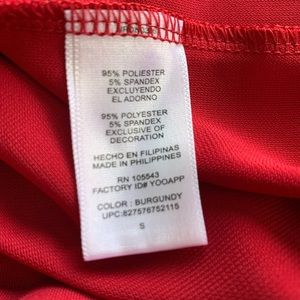 95% POLIESTER
5% SPANDEX
EXCLUYENDO
EL ADORNO
95% POLYESTER
5% SPANDEX
EXCLUSIVE OF
DECORATION
HECHO EN FILIPINAS
MADE IN PHILIPPINES
RN 105543
FACTORY ID# YOOAPP
COLOR : BURGUNDY
UPC: 827576752115
S